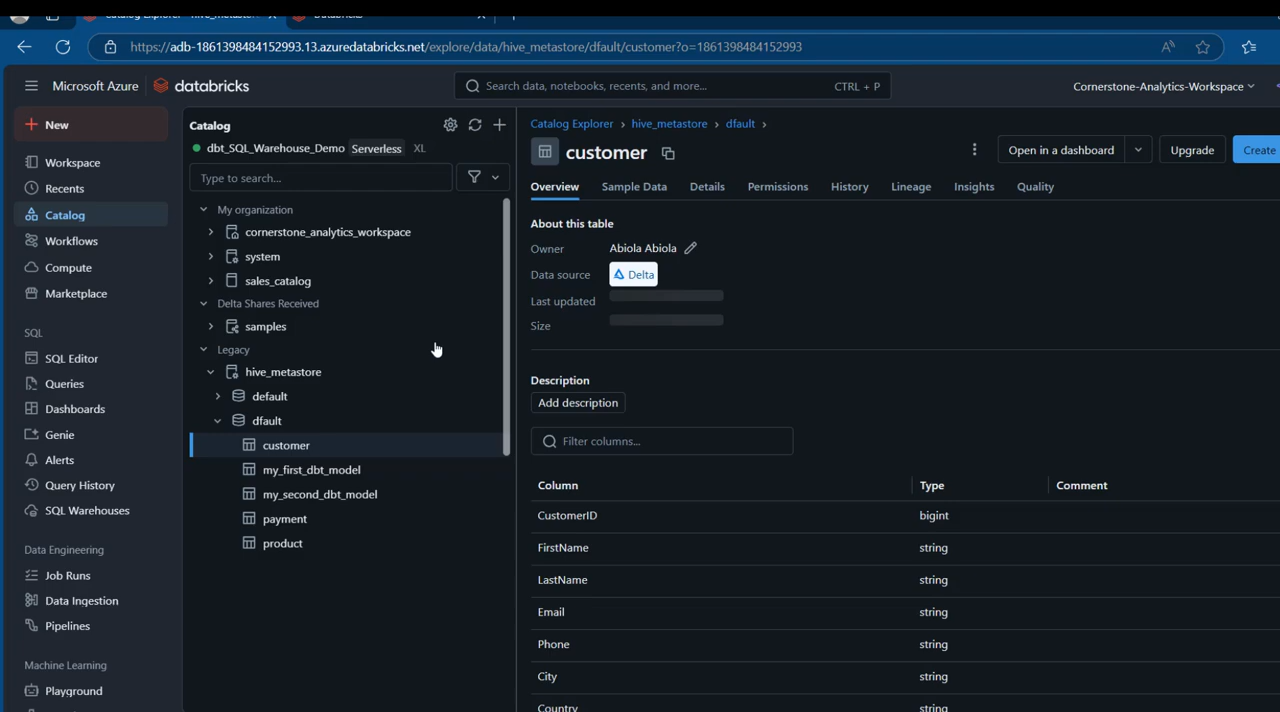 https://adb-1861398484152993.13.azuredatabricks.net/explore/data/hive_metastore/dfault/customer?o=1861398484152993
Microsoft Azure databricks
Search data, notebooks, recents, and more... CTRL + P
Cornerstone-Analytics-Workspace
New
Workspace
Recents
Catalog
Workflows
Compute
Marketplace
SQL
SQL Editor
Queries
Dashboards
Genie
Alerts
Query History
SQL Warehouses
Data Engineering
Job Runs
Data Ingestion
Pipelines
Machine Learning
Playground
Catalog
dbt_SQL_Warehouse_Demo Serverless XL
Type to search...
My organization
cornerstone_analytics_workspace
system
sales_catalog
Delta Shares Received
samples
Legacy
hive_metastore
default
dfault
customer
my_first_dbt_model
my_second_dbt_model
payment
product
Catalog Explorer > hive_metastore > dfault >
customer
Open in a dashboard
Upgrade
Create
Overview Sample Data Details Permissions History Lineage Insights Quality
About this table
Owner Abiola Abiola
Data source Delta
Last updated
Size
Description
Add description
Filter columns...
Column Type Comment
CustomerID bigint
FirstName string
LastName string
Email string
Phone string
City string
Country string